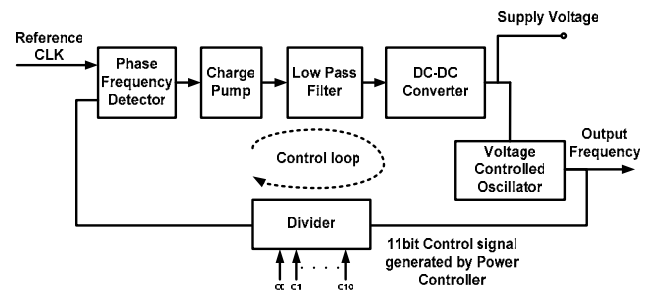 Reference
CLK
Phase
Frequency
Detector
Charge
Pump
Low Pass
Filter
DC-DC
Converter
Supply Voltage
Control loop
Voltage
Controlled
Oscillator
Output
Frequency
Divider
11bit Control signal
generated by Power
Controller
C0 C1 . . . . . C10